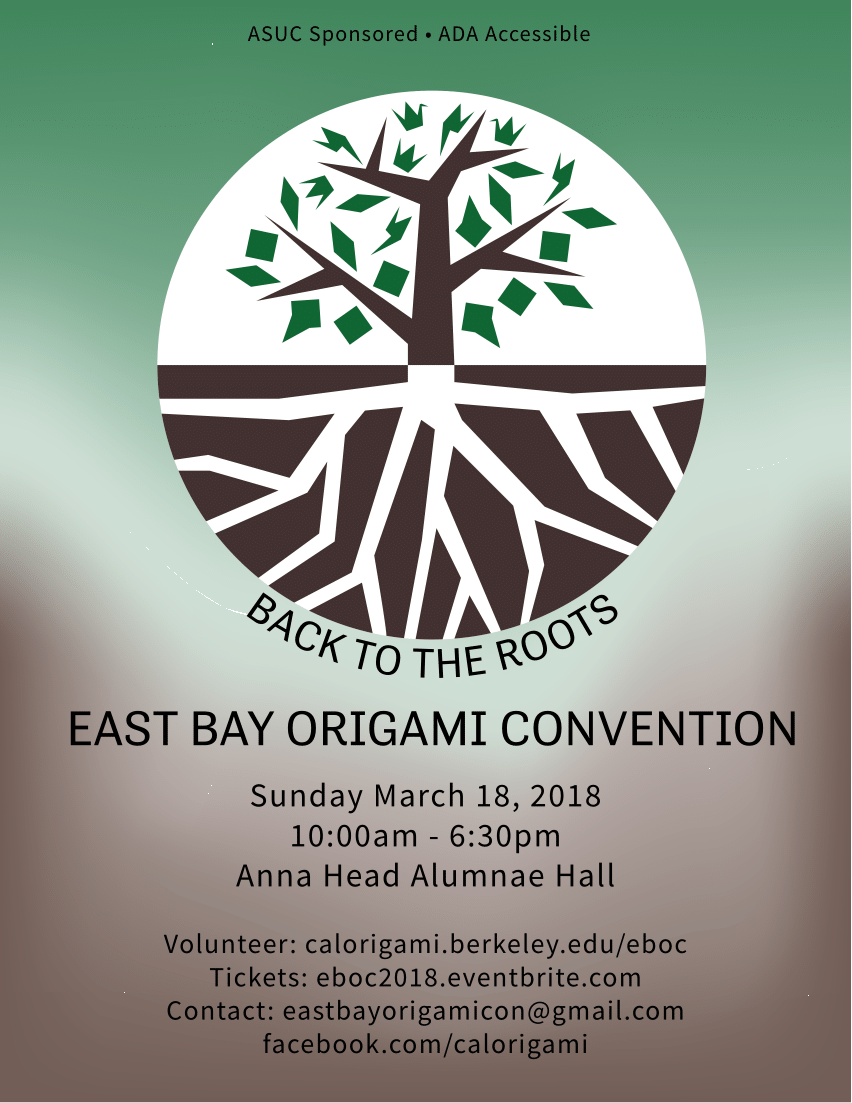 ASUC Sponsored • ADA Accessible
BACK TO THE ROOTS
EAST BAY ORIGAMI CONVENTION
Sunday March 18, 2018
10:00am - 6:30pm
Anna Head Alumnae Hall
Volunteer: calorigami.berkeley.edu/eboc
Tickets: eboc2018.eventbrite.com
Contact: eastbayorigamicon@gmail.com
facebook.com/calorigami